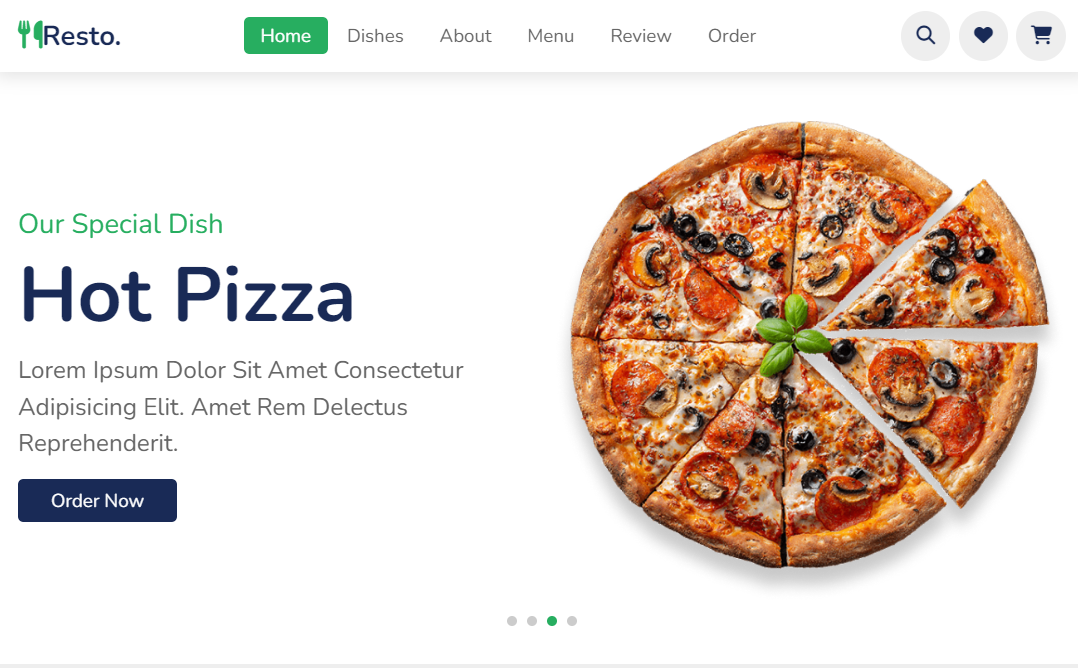 Resto.
Home
Dishes
About
Menu
Review
Order
Our Special Dish
Hot Pizza
Lorem Ipsum Dolor Sit Amet Consectetur
Adipisicing Elit. Amet Rem Delectus
Reprehenderit.
Order Now